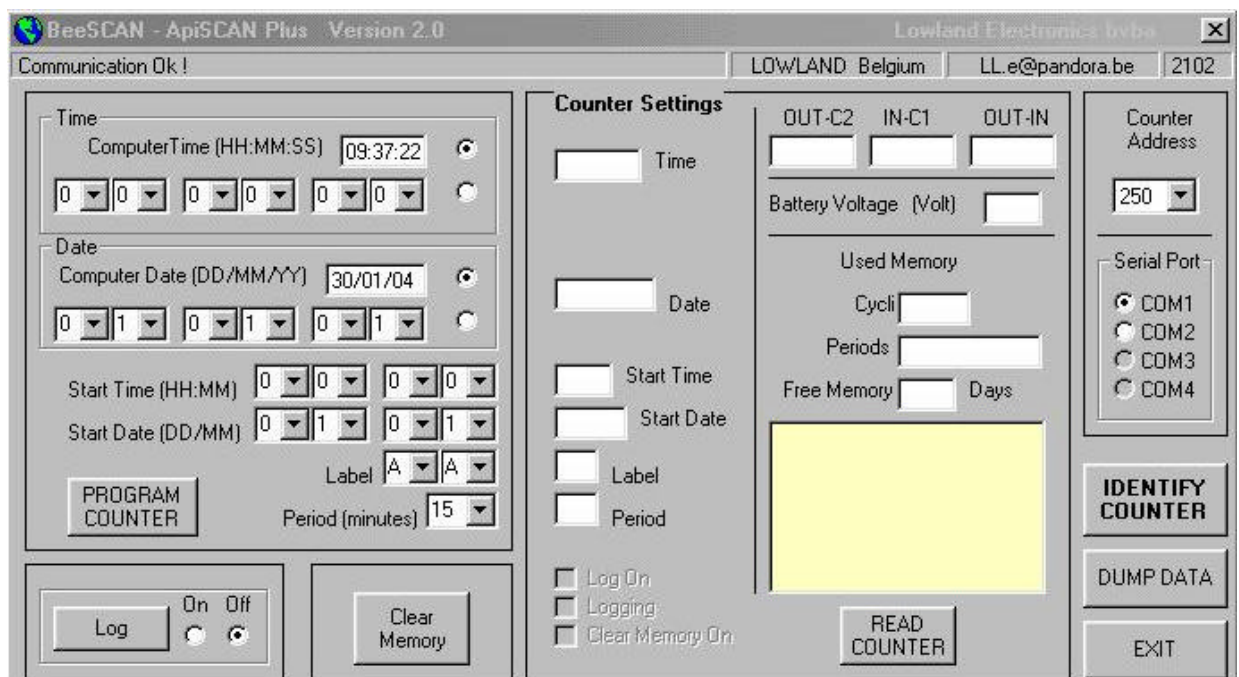 BeeSCAN - ApiSCAN Plus Version 2.0 Lowland Electronics bvba
Communication Ok ! LOWLAND Belgium LL.e@pandora.be 2102
Time
ComputerTime (HH:MM:SS) 09:37:22
0 0 0 0 0 0
Date
Computer Date (DD/MM/YY) 30/01/04
0 1 0 1 0 1
Start Time (HH:MM) 0 0 0 0
Start Date (DD/MM) 0 1 0 1
Label A A
PROGRAM
COUNTER
Period (minutes) 15
Log
On Off
Clear
Memory
Counter Settings
Time
Date
Start Time
Start Date
Label
Period
Log On
Logging
Clear Memory On
OUT-C2 IN-C1 OUT-IN
Battery Voltage (Volt)
Used Memory
Cycli
Periods
Free Memory Days
READ
COUNTER
Counter
Address
250
Serial Port
COM1
COM2
COM3
COM4
IDENTIFY
COUNTER
DUMP DATA
EXIT